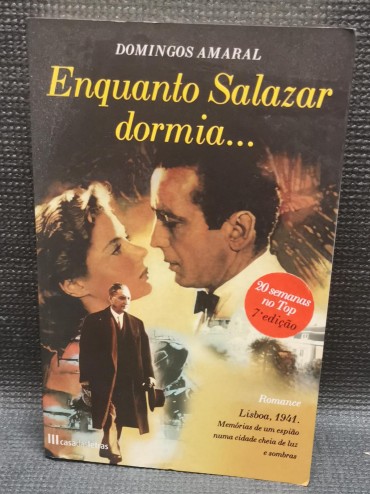 DOMINGOS AMARAL
Enquanto Salazar
dormia...
20 semanas
no Top
7ª edição
Romance
Lisboa, 1941.
Memórias de um espião
numa cidade cheia de luz
e sombras
casa das letras